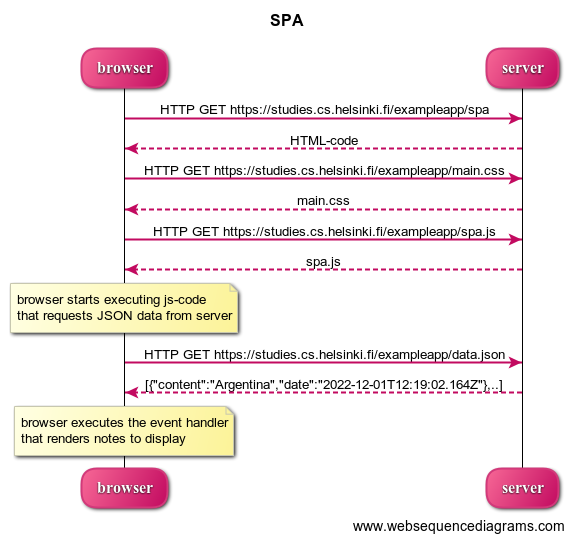 SPA
browser
server
HTTP GET https://studies.cs.helsinki.fi/exampleapp/spa
HTML-code
HTTP GET https://studies.cs.helsinki.fi/exampleapp/main.css
main.css
HTTP GET https://studies.cs.helsinki.fi/exampleapp/spa.js
spa.js
browser starts executing js-code
that requests JSON data from server
HTTP GET https://studies.cs.helsinki.fi/exampleapp/data.json
[{"content":"Argentina","date":"2022-12-01T12:19:02.164Z"},..]
browser executes the event handler
that renders notes to display
browser
server
www.websequencediagrams.com